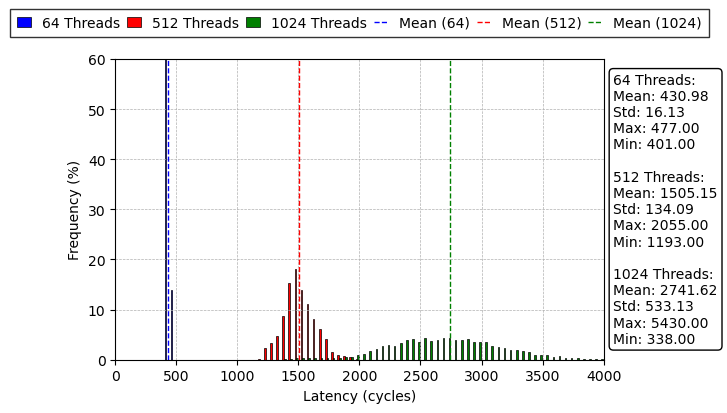 64 Threads 512 Threads 1024 Threads Mean (64) Mean (512) Mean (1024)
60
50
40
30
20
10
0
Frequency (%)
0 500 1000 1500 2000 2500 3000 3500 4000
Latency (cycles)
64 Threads:
Mean: 430.98
Std: 16.13
Max: 477.00
Min: 401.00
512 Threads:
Mean: 1505.15
Std: 134.09
Max: 2055.00
Min: 1193.00
1024 Threads:
Mean: 2741.62
Std: 533.13
Max: 5430.00
Min: 338.00